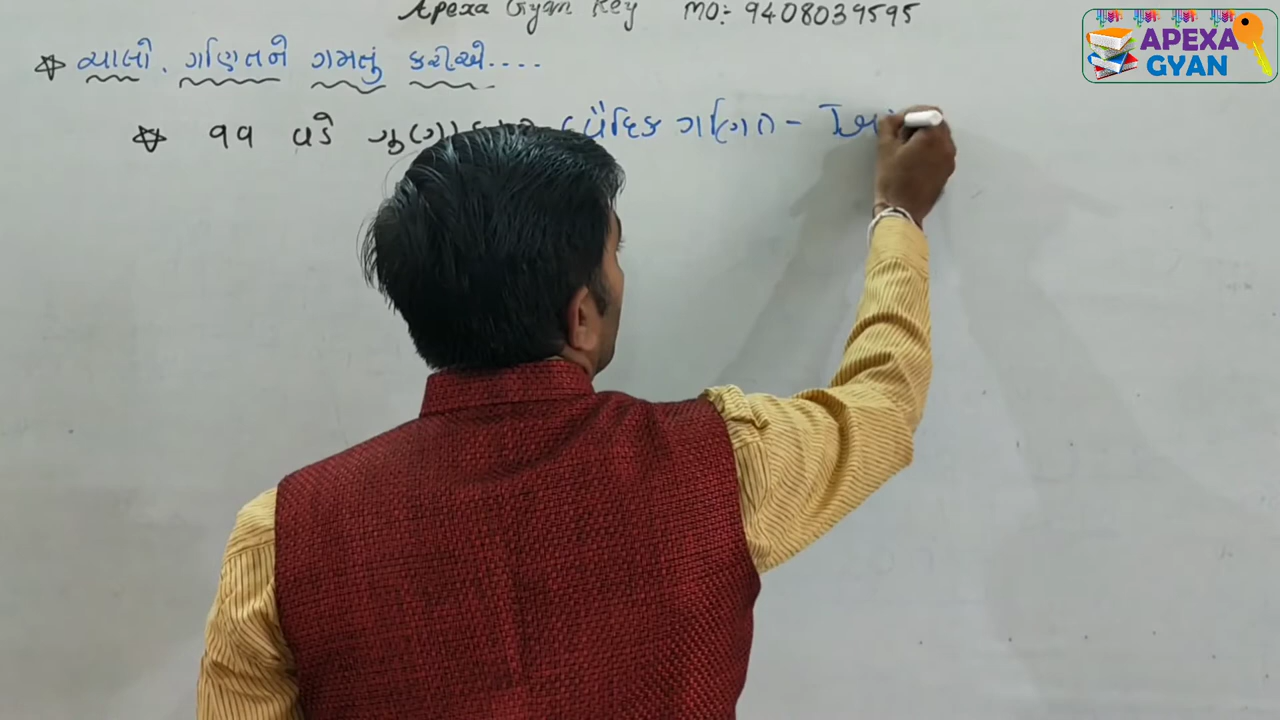 Apexa Gyan Key MO:- 9408039595
APEXA
GYAN
ચાલો, ગણિતને ગમતું કરીએ....
૧૧ વડે વૈદિક ગણિત -